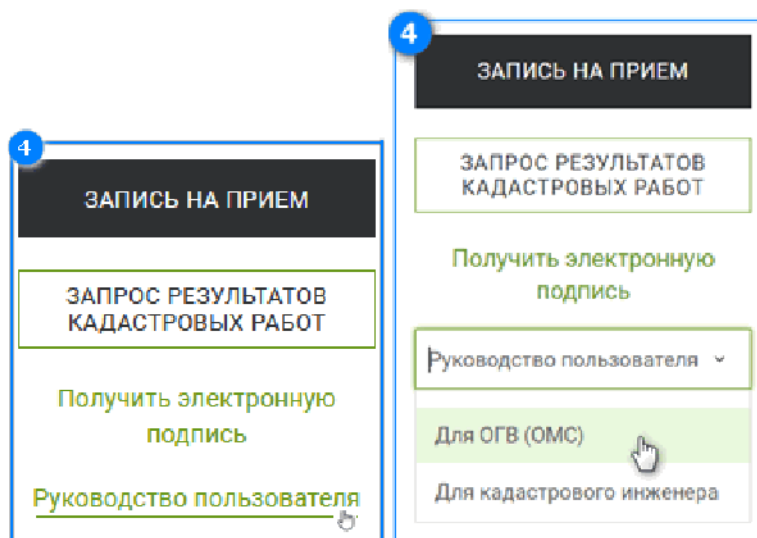 4
ЗАПИСЬ НА ПРИЕМ
ЗАПРОС РЕЗУЛЬТАТОВ
КАДАСТРОВЫХ РАБОТ
Получить электронную
подпись
Руководство пользователя
4
ЗАПИСЬ НА ПРИЕМ
ЗАПРОС РЕЗУЛЬТАТОВ
КАДАСТРОВЫХ РАБОТ
Получить электронную
подпись
Руководство пользователя
Для ОГВ (ОМС)
Для кадастрового инженера